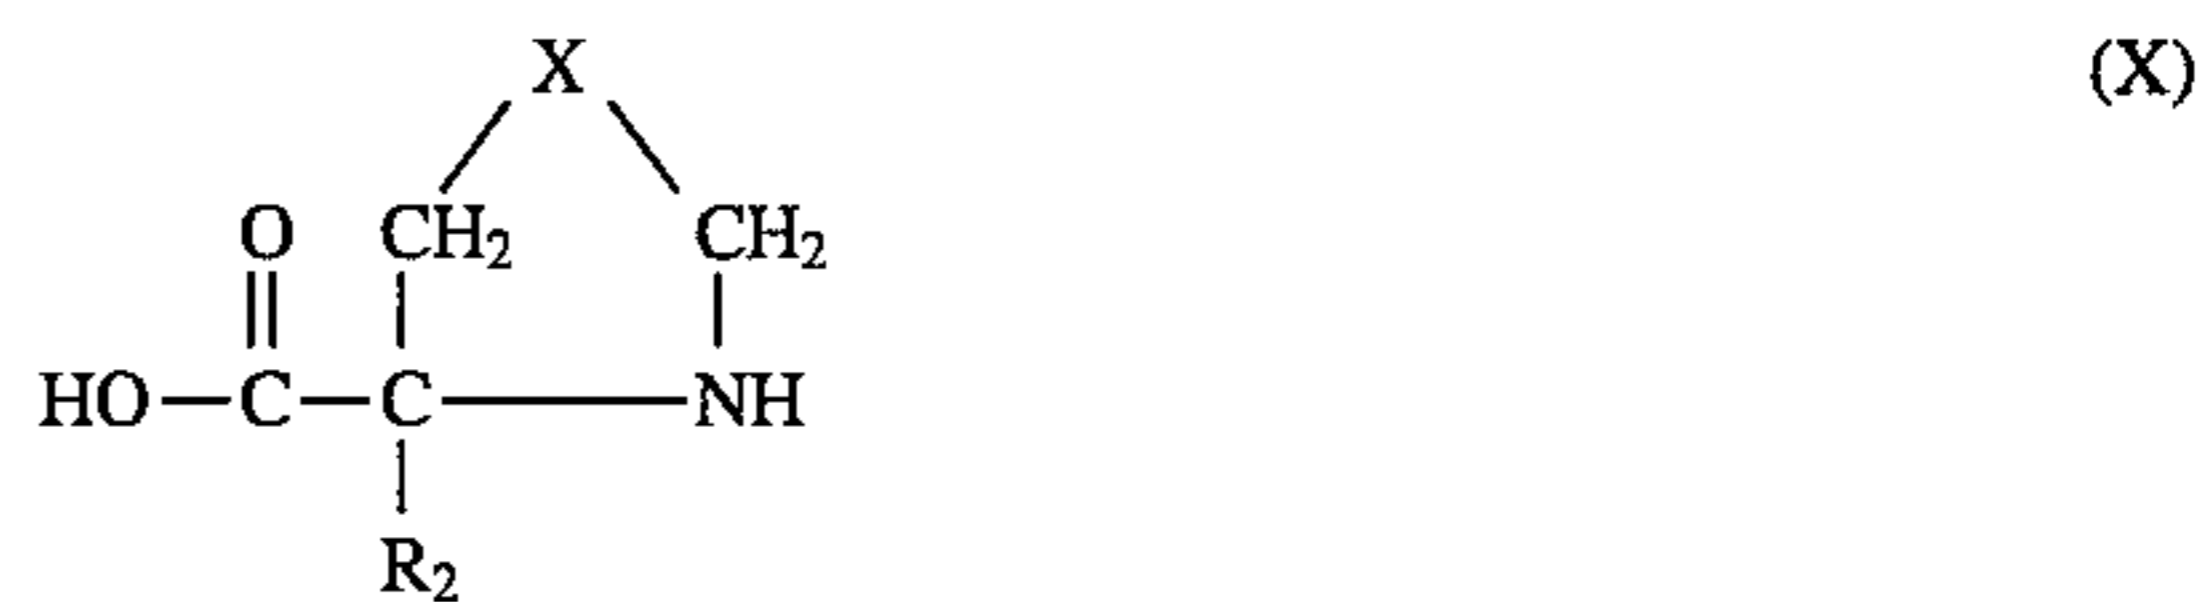 X (X)
O CH₂ CH₂
HO C C NH
R₂